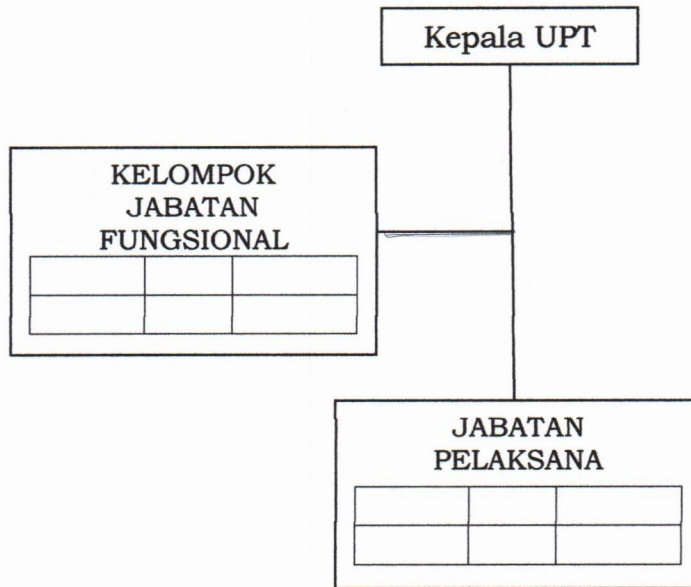 Kepala UPT
KELOMPOK
JABATAN
FUNGSIONAL
JABATAN
PELAKSANA